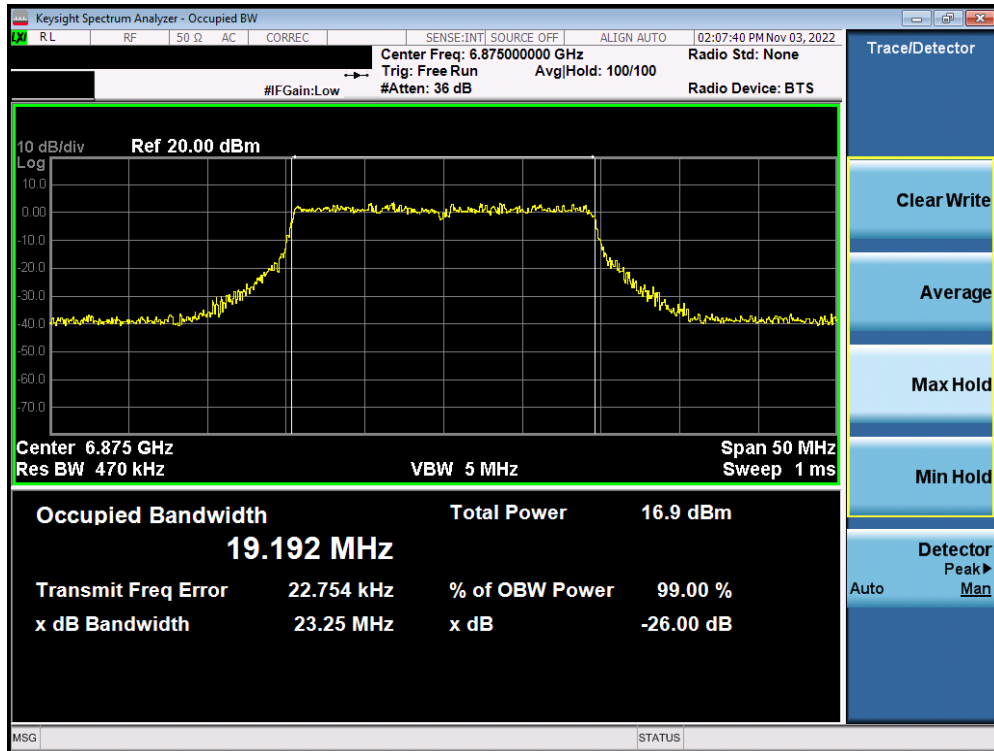 Keysight Spectrum Analyzer - Occupied BW
LXI RL RF 50 Ω AC CORREC SENSE:INT SOURCE OFF ALIGN AUTO 02:07:40 PM Nov 03, 2022
Center Freq: 6.875000000 GHz Radio Std: None
Trig: Free Run Avg|Hold: 100/100
#IFGain:Low #Atten: 36 dB Radio Device: BTS
Trace/Detector
10 dB/div Ref 20.00 dBm
Log
10.0
0.00
-10.0
-20.0
-30.0
-40.0
-50.0
-60.0
-70.0
Center 6.875 GHz Span 50 MHz
Res BW 470 kHz VBW 5 MHz Sweep 1 ms
Occupied Bandwidth Total Power 16.9 dBm
19.192 MHz
Transmit Freq Error 22.754 kHz % of OBW Power 99.00 %
x dB Bandwidth 23.25 MHz x dB -26.00 dB
Clear Write
Average
Max Hold
Min Hold
Detector
Peak▶
Auto Man
MSG STATUS